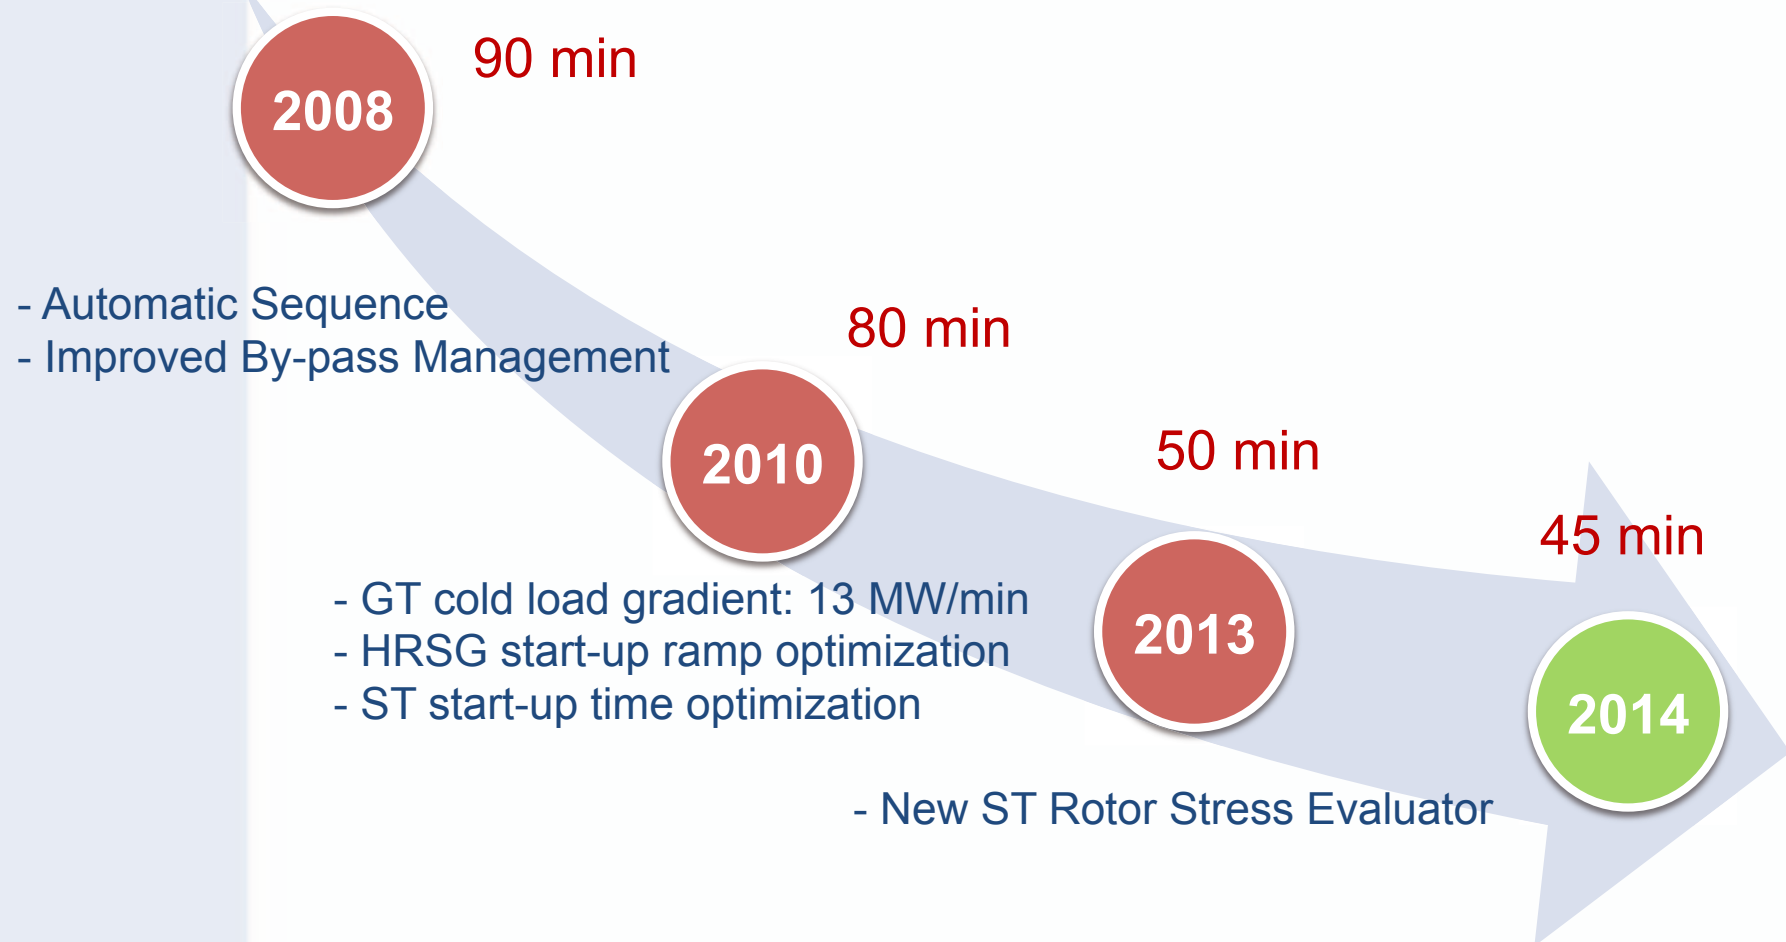 90 min
2008
- Automatic Sequence
- Improved By-pass Management
80 min
2010
50 min
- GT cold load gradient: 13 MW/min
- HRSG start-up ramp optimization
- ST start-up time optimization
2013
45 min
2014
- New ST Rotor Stress Evaluator